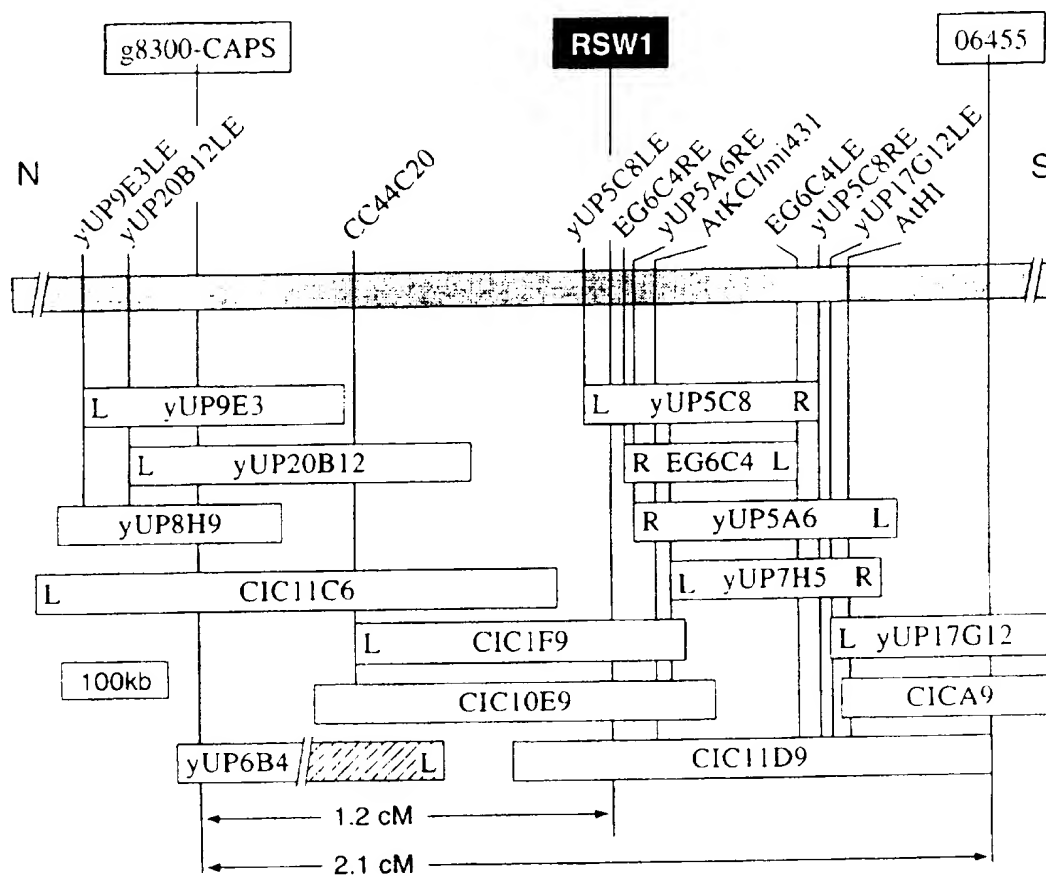 g8300-CAPS
RSW1
06455
N
S
yUP9E3LE
yUP20B12LE
CC44C20
yUP5C8LE
EG6C4RE
yUP5A6RE
AtKCI/mi431
EG6C4LE
yUP5C8RE
yUP17G12LE
AtHI
L yUP9E3
L yUP5C8 R
L yUP20B12
R EG6C4 L
yUP8H9
R yUP5A6 L
L CIC11C6
L yUP7H5 R
L CIC1F9
L yUP17G12
100kb
CIC10E9
CICA9
yUP6B4 L
CIC11D9
1.2 cM
2.1 cM